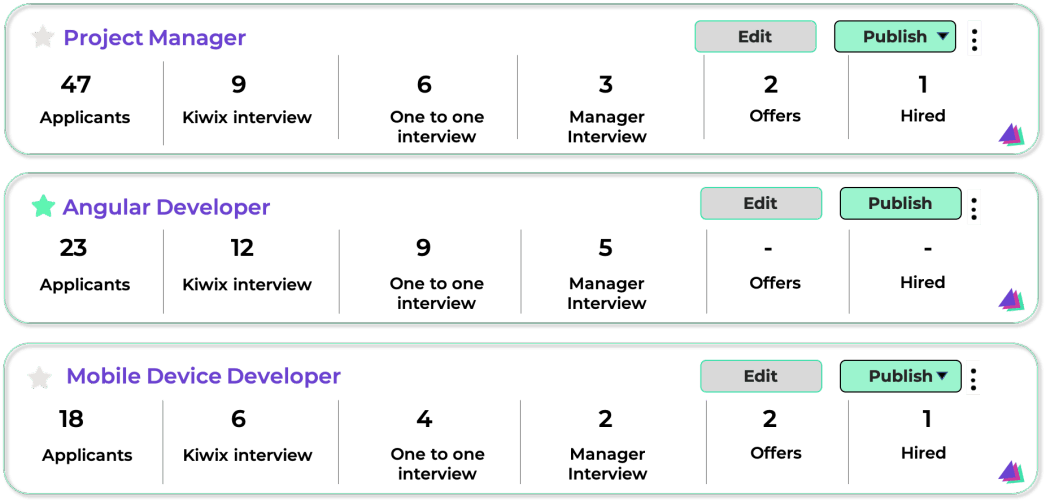 Project Manager Edit Publish
47 9 6 3 2 1
Applicants Kiwix interview One to one Manager Offers Hired
interview Interview
Angular Developer Edit Publish
23 12 9 5 - -
Applicants Kiwix interview One to one Manager Offers Hired
interview Interview
Mobile Device Developer Edit Publish
18 6 4 2 2 1
Applicants Kiwix interview One to one Manager Offers Hired
interview Interview